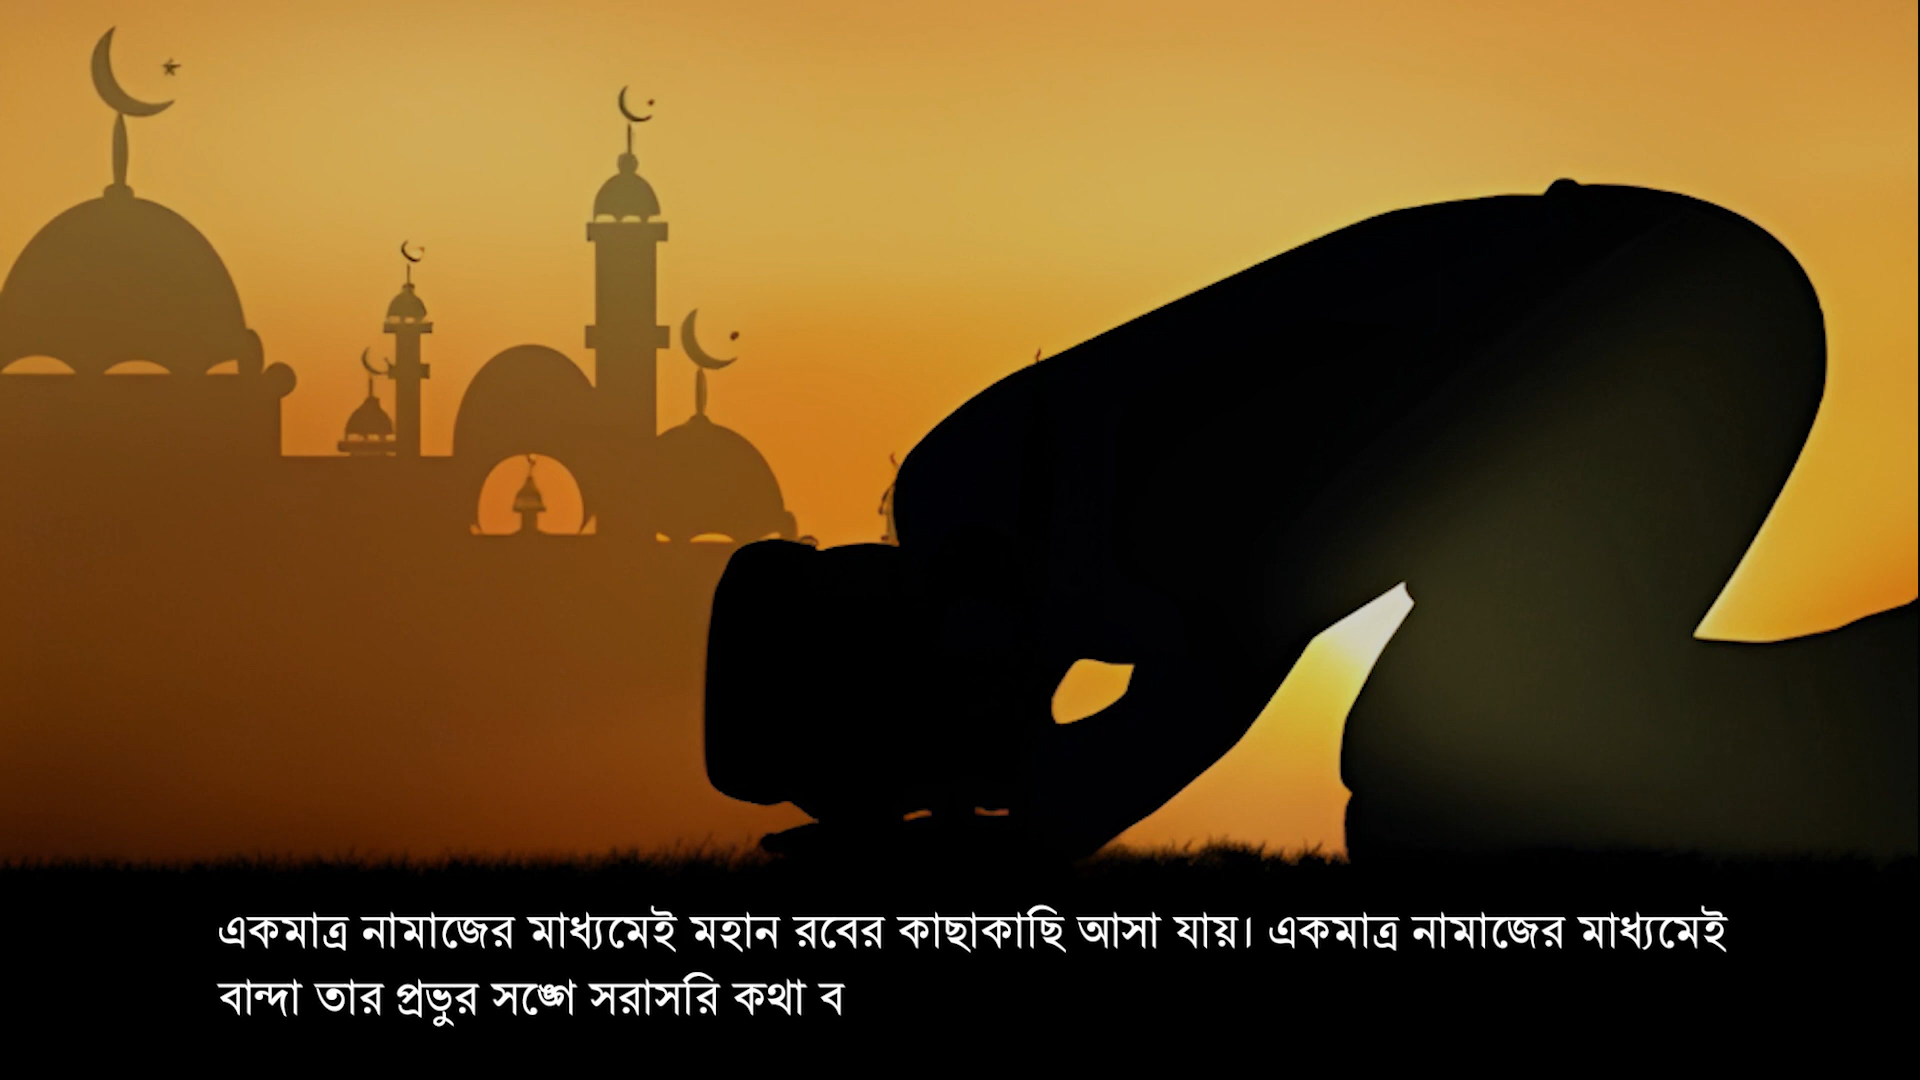 একমাত্র নামাজের মাধ্যমেই মহান রবের কাছাকাছি আসা যায়। একমাত্র নামাজের মাধ্যমেই
বান্দা তার প্রভুর সঙ্গে সরাসরি কথা ব